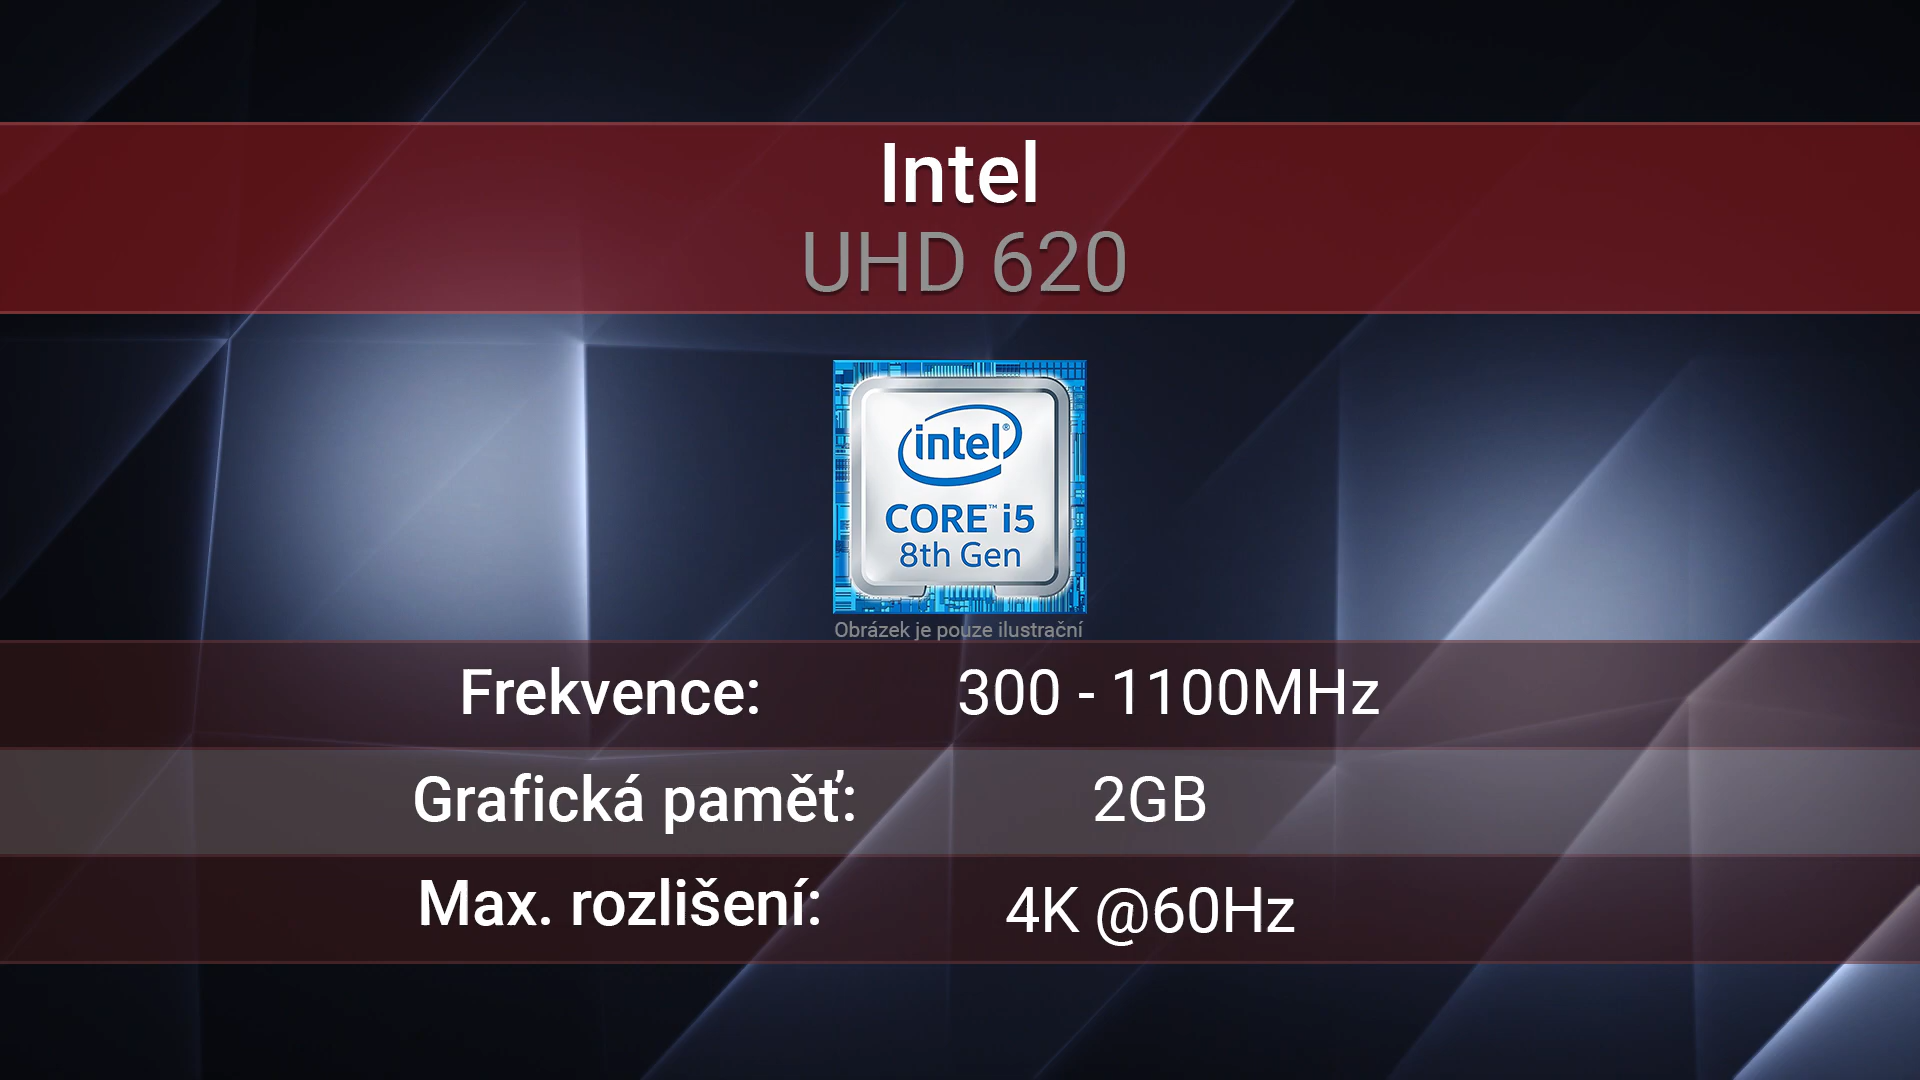 Intel
UHD 620
intel®
CORE™ i5
8th Gen
Obrázek je pouze ilustrační
Frekvence: 300 - 1100MHz
Grafická paměť: 2GB
Max. rozlišení: 4K @60Hz